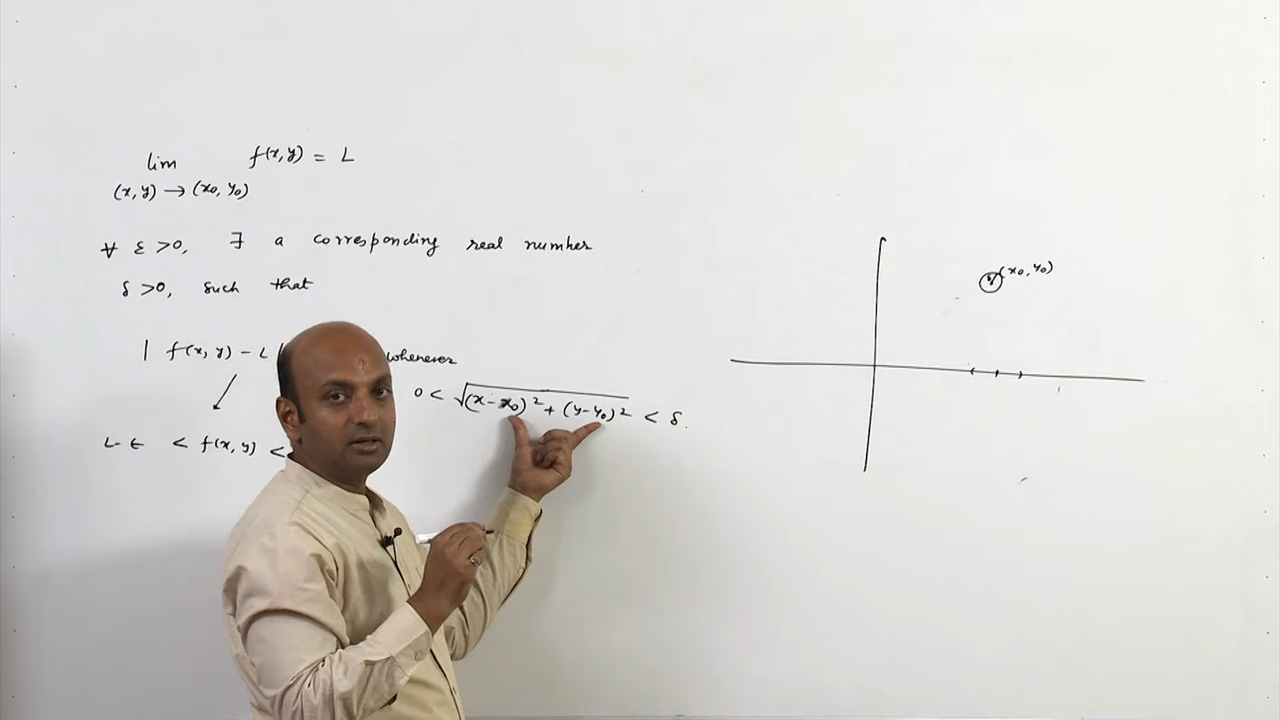 lim f(x,y) = L
(x,y) → (x0, y0)
∀ ε >0, ∃ a corresponding real number
δ >0, such that
| f(x, y) - L | whenever
0 < √(x-x0)² + (y-y0)² < δ.
L- ε < f(x, y) <
(x0, y0)